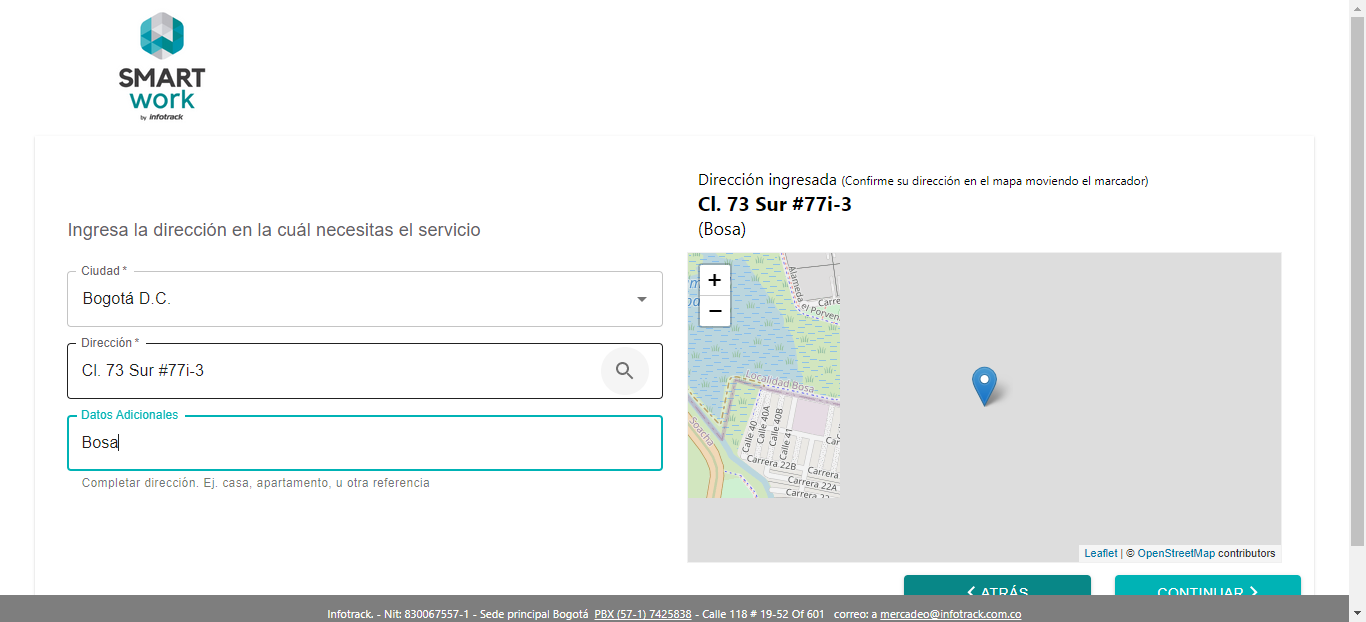 SMART
work
by infotrack
Ingresa la dirección en la cuál necesitas el servicio
Ciudad *
Bogotá D.C.
Dirección *
Cl. 73 Sur #77i-3
Datos Adicionales
Bosa
Completar dirección. Ej. casa, apartamento, u otra referencia
Dirección ingresada (Confirme su dirección en el mapa moviendo el marcador)
Cl. 73 Sur #77i-3
(Bosa)
+
−
Alameda el Porven
Carre
Localidad Bosa
Soacha
Calle 40
Calle 40A
Calle 40B
Calle 41
Carrera 22B
Carrera
Carrera 22A
Carrera 22
Leaflet | © OpenStreetMap contributors
ATRÁS
CONTINUAR
Infotrack. - Nit: 830067557-1 - Sede principal Bogotá PBX (57-1) 7425838 - Calle 118 # 19-52 Of 601 correo: a mercadeo@infotrack.com.co